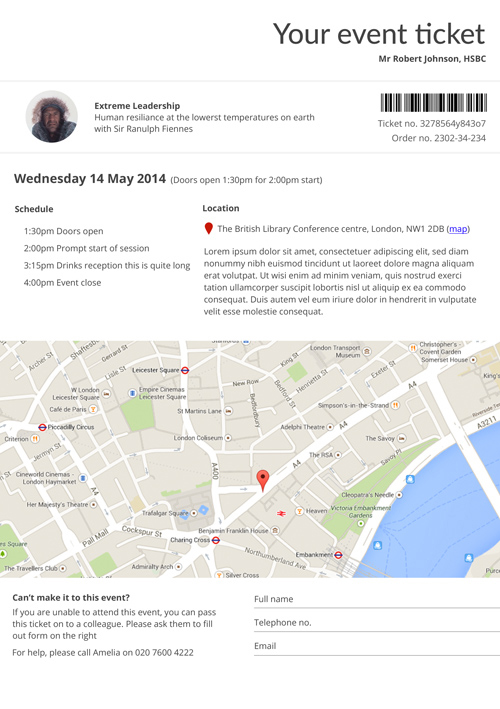 Your event ticket
Mr Robert Johnson, HSBC
Extreme Leadership
Human resiliance at the lowest temperatures on earth
with Sir Ranulph Fiennes
Ticket no. 3278564y843o7
Order no. 2302-34-234
Wednesday 14 May 2014 (Doors open 1:30pm for 2:00pm start)
Schedule
1:30pm Doors open
2:00pm Prompt start of session
3:15pm Drinks reception this is quite long
4:00pm Event close
Location
The British Library Conference centre, London, NW1 2DB (map)
Lorem ipsum dolor sit amet, consectetuer adipiscing elit, sed diam
nonummy nibh euismod tincidunt ut laoreet dolore magna aliquam
erat volutpat. Ut wisi enim ad minim veniam, quis nostrud exerci
tation ullamcorper suscipit lobortis nisl ut aliquip ex ea commodo
consequat. Duis autem vel eum iriure dolor in hendrerit in vulputate
velit esse molestie consequat.
Archer St
Shaftesb
Gerrard St
Lisle St
Leicester Square
London Transport
Museum
Christopher's -
Covent Garden
Somerset House
King St
Henrietta St
Exeter St
A4
King's
W London
Leicester Square
Empire Cinemas
- Leicester Square
New Row
Bedford St
Bedfordbury
Café de Paris
St Martins Lane
Simpson's-in-the-Strand
A3211
Piccadilly Circus
Criterion
London Coliseum
Adelphi Theatre
The Savoy
Savoy Pl
Jermyn St
Cineworld Cinemas -
London Haymarket
A400
A4
The RSA
Cleopatra's Needle
Her Majesty's Theatre
A4
Trafalgar Square
Heaven
Victoria Embankment
Gardens
Pall Mall
Cockspur St
Benjamin Franklin House
Charing Cross
Northumberland Ave
Embankment
es Square
The Travellers Club
Admiralty Arch
Silver Cross
Can't make it to this event?
If you are unable to attend this event, you can pass
this ticket on to a colleague. Please ask them to fill
out form on the right
For help, please call Amelia on 020 7600 4222
Full name
Telephone no.
Email